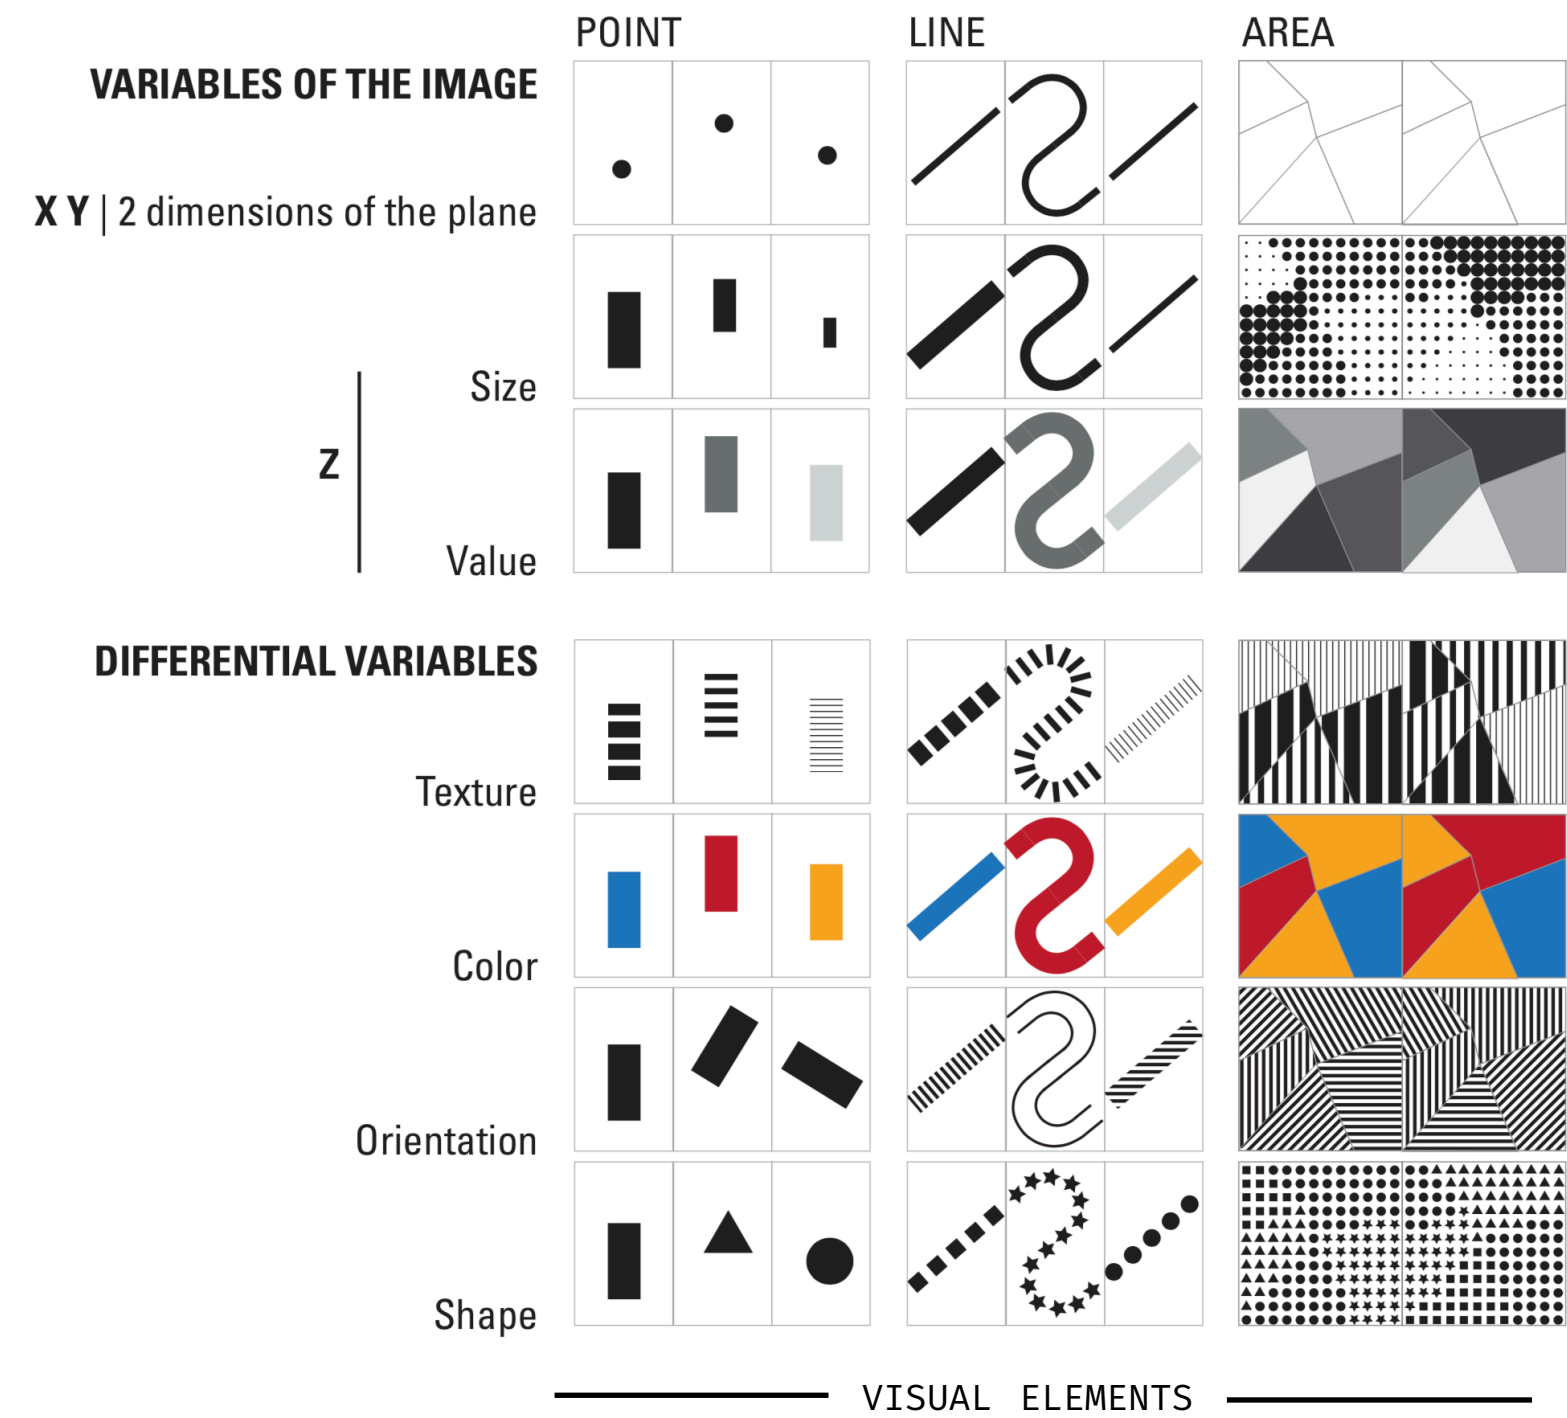 POINT LINE AREA
VARIABLES OF THE IMAGE
X Y | 2 dimensions of the plane
Size
Z
Value
DIFFERENTIAL VARIABLES
Texture
Color
Orientation
Shape
VISUAL ELEMENTS